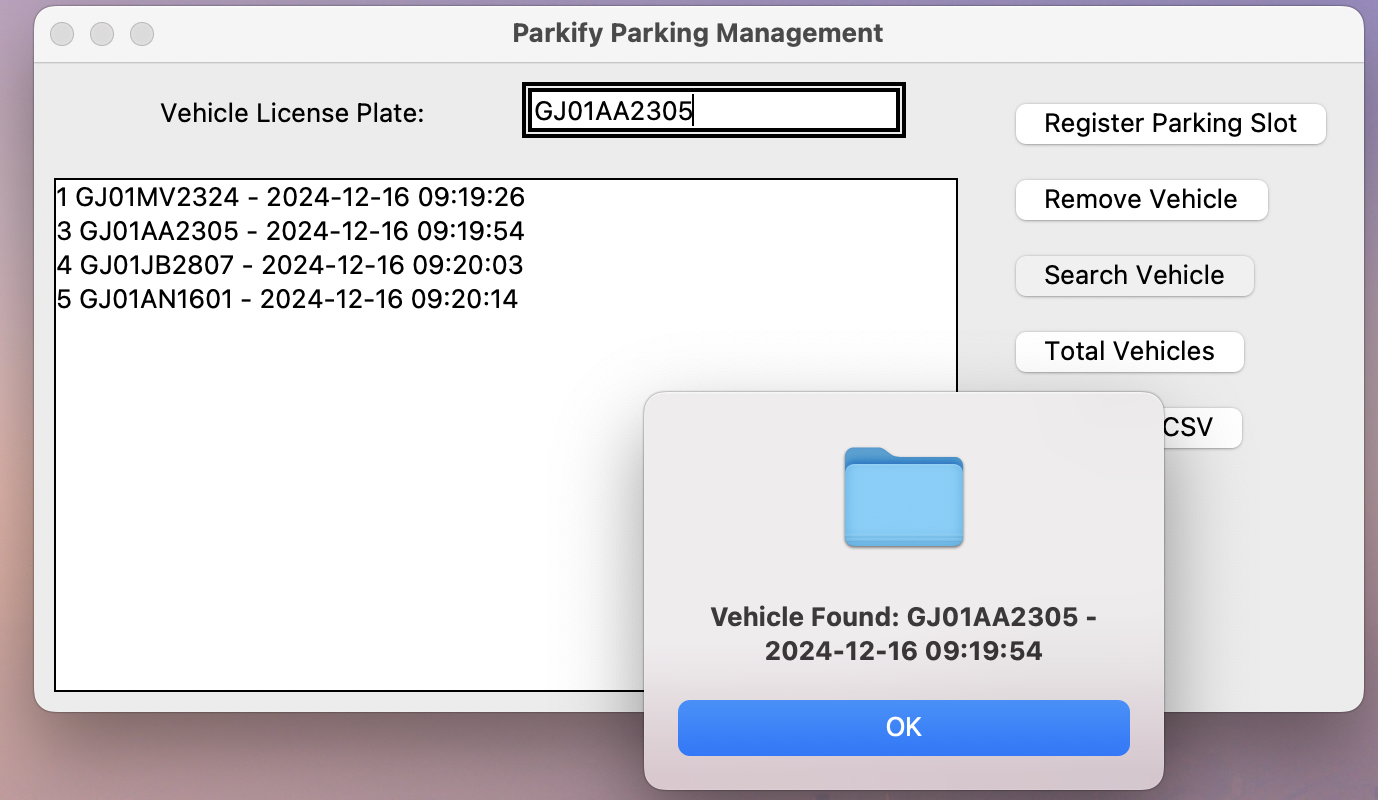 Parkify Parking Management
Vehicle License Plate:
GJ01AA2305
Register Parking Slot
1 GJ01MV2324 - 2024-12-16 09:19:26
3 GJ01AA2305 - 2024-12-16 09:19:54
4 GJ01JB2807 - 2024-12-16 09:20:03
5 GJ01AN1601 - 2024-12-16 09:20:14
Remove Vehicle
Search Vehicle
Total Vehicles
CSV
Vehicle Found: GJ01AA2305 -
2024-12-16 09:19:54
OK